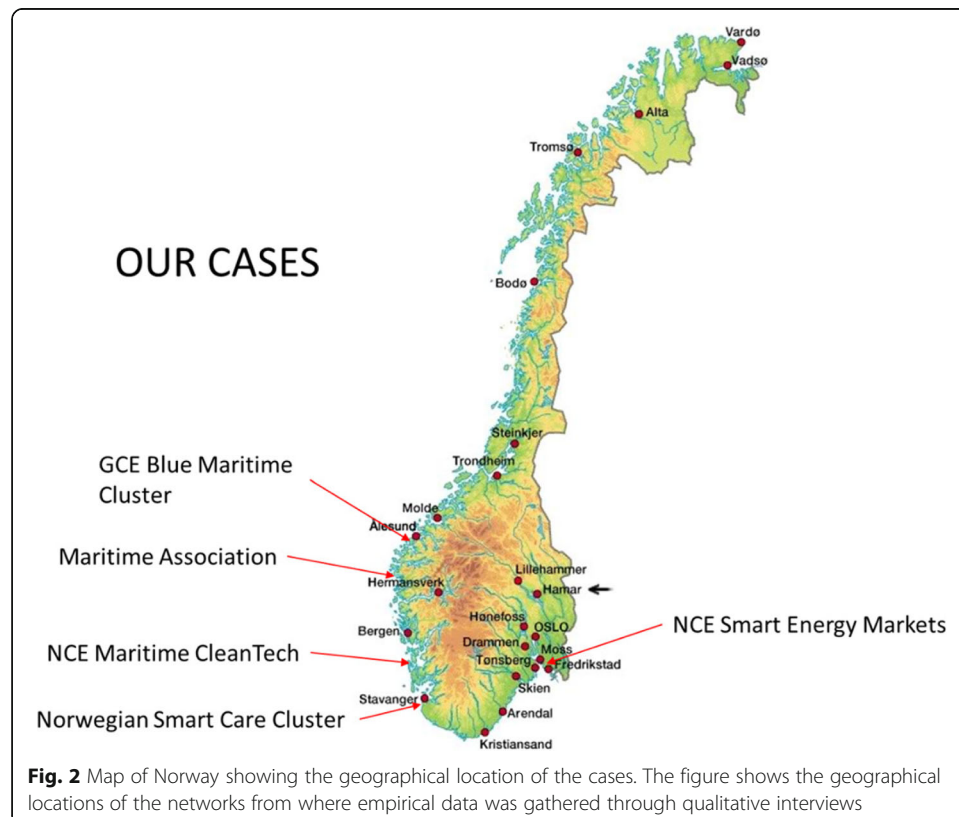 Vardø
Vadsø
Alta
Tromsø
OUR CASES
Bodø
Steinkjer
GCE Blue Maritime
Cluster
Trondheim
Molde
Ålesund
Maritime Association
Lillehammer
Hermansverk
Hamar
Hønefoss
OSLO
NCE Smart Energy Markets
Bergen
Drammen
Moss
NCE Maritime CleanTech
Tønsberg
Fredrikstad
Skien
Stavanger
Norwegian Smart Care Cluster
Arendal
Kristiansand
Fig. 2 Map of Norway showing the geographical location of the cases. The figure shows the geographical
locations of the networks from where empirical data was gathered through qualitative interviews